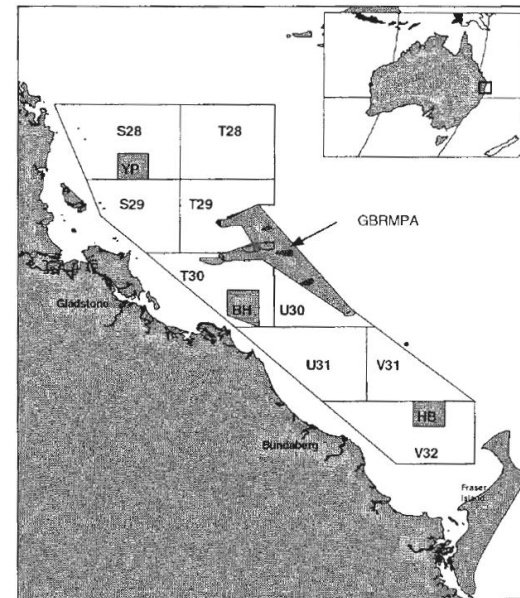 S28
T28
YP
S29
T29
GBRMPA
T30
Gladstone
BH
U30
U31
V31
HB
Bundaberg
V32
Fraser
Island